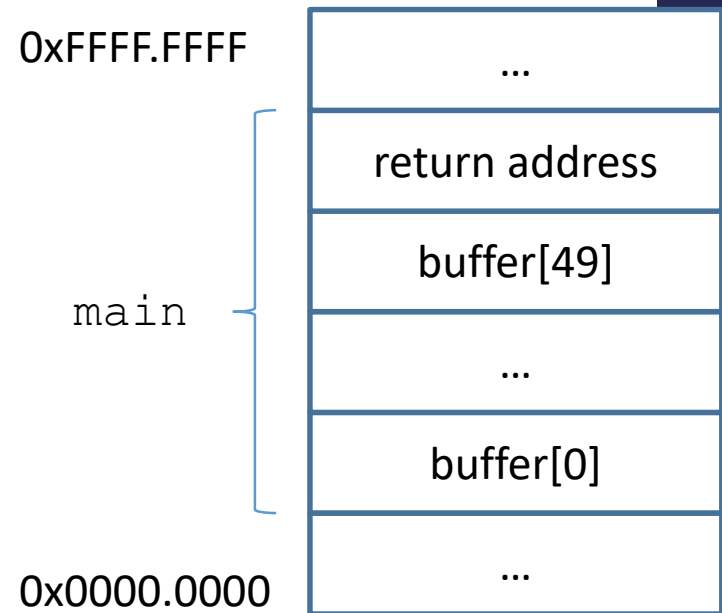 0xFFFF.FFFF
…
return address
buffer[49]
main
…
buffer[0]
…
0x0000.0000